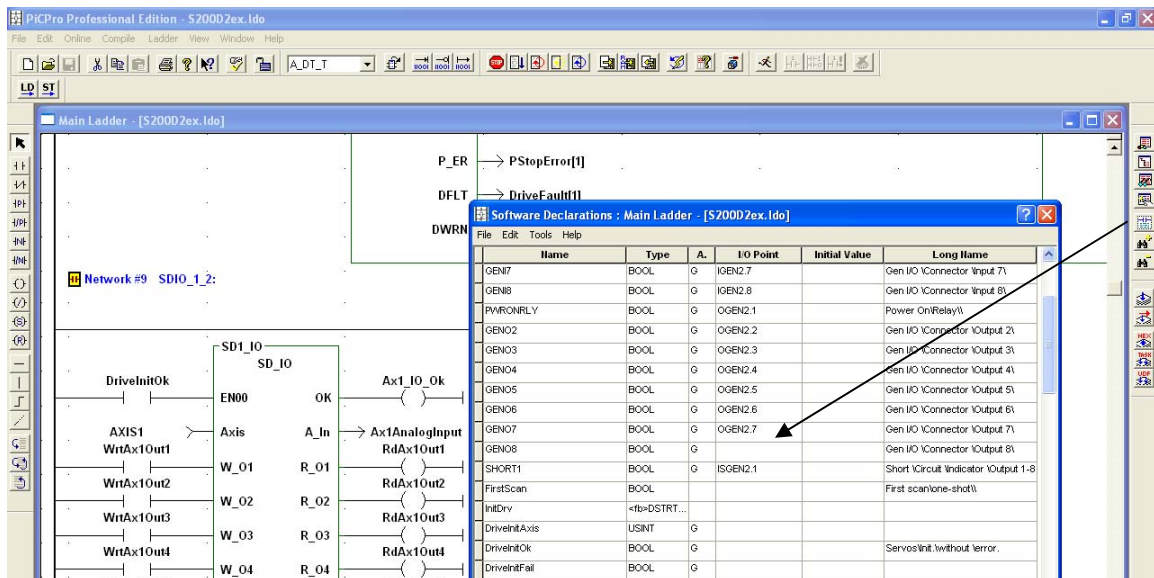 PiCPro Professional Edition - S200D2ex.ldo
File Edit Online Compile Ladder View Window Help
A_DT_T
LD ST
Main Ladder - [S200D2ex.ldo]
P_ER PStopError[1]
DFLT DriveFault[1]
DWRN
Network #9 SDIO_1_2:
SD1_IO
SD_IO
DriveInitOk Ax1_IO_Ok
EN00 OK
AXIS1 Axis A_In Ax1AnalogInput
WrtAx1Out1 RdAx1Out1
W_01 R_01
WrtAx1Out2 RdAx1Out2
W_02 R_02
WrtAx1Out3 RdAx1Out3
W_03 R_03
WrtAx1Out4 RdAx1Out4
W_04 R_04
Software Declarations : Main Ladder - [S200D2ex.ldo]
File Edit Tools Help
Name Type A. I/O Point Initial Value Long Name
GENI7 BOOL G IGEN2.7 Gen I/O \Connector \Input 7\
GENI8 BOOL G IGEN2.8 Gen I/O \Connector \Input 8\
PWRONRLY BOOL G OGEN2.1 Power On\Relay\\
GENO2 BOOL G OGEN2.2 Gen I/O \Connector \Output 2\
GENO3 BOOL G OGEN2.3 Gen I/O \Connector \Output 3\
GENO4 BOOL G OGEN2.4 Gen I/O \Connector \Output 4\
GENO5 BOOL G OGEN2.5 Gen I/O \Connector \Output 5\
GENO6 BOOL G OGEN2.6 Gen I/O \Connector \Output 6\
GENO7 BOOL G OGEN2.7 Gen I/O \Connector \Output 7\
GENO8 BOOL G Gen I/O \Connector \Output 8\
SHORT1 BOOL G ISGEN2.1 Short \Circuit \Indicator \Output 1-8
FirstScan BOOL First scan\one-shot\\
InitDrv <fb>DSTRT...
DriveInitAxis USINT G
DriveInitOk BOOL G Servos\Init.\without \error.
DriveInitFail BOOL G
HEX
TASK
UDF